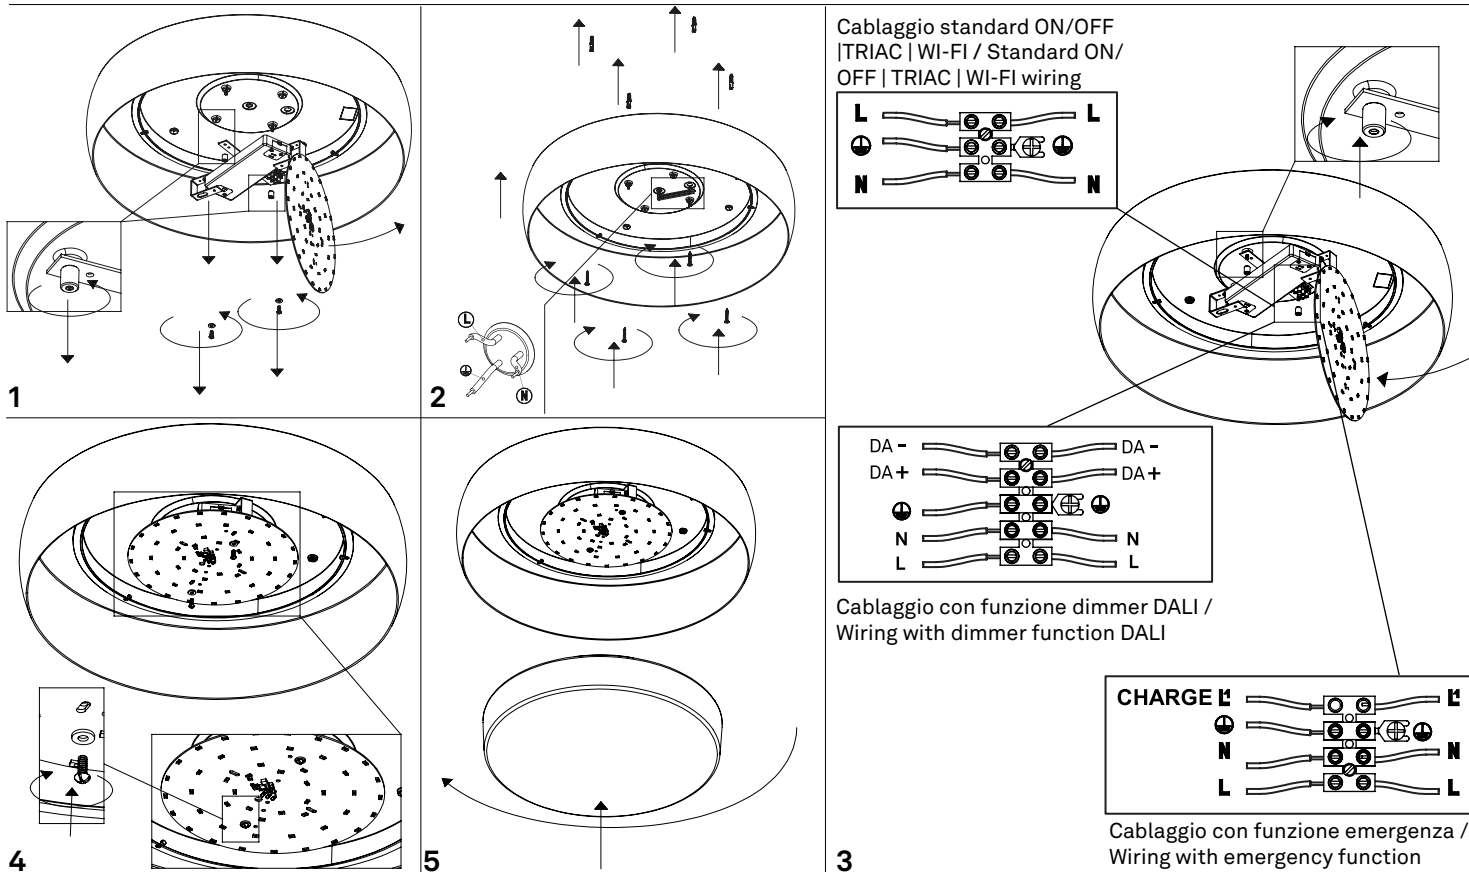 1
L
N
2
Cablaggio standard ON/OFF
|TRIAC | WI-FI / Standard ON/
OFF | TRIAC | WI-FI wiring
L L
N N
DA - DA -
DA + DA +
N N
L L
Cablaggio con funzione dimmer DALI /
Wiring with dimmer function DALI
CHARGE L1 L1
N N
L L
Cablaggio con funzione emergenza /
Wiring with emergency function
3
4
5